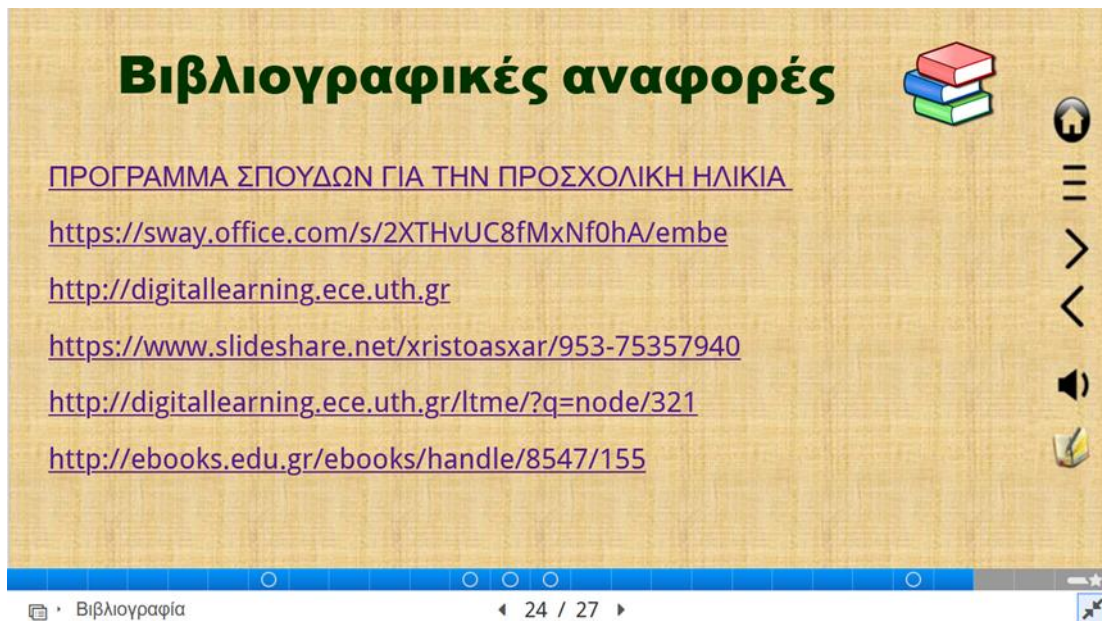 Βιβλιογραφικές αναφορές
ΠΡΟΓΡΑΜΜΑ ΣΠΟΥΔΩΝ ΓΙΑ ΤΗΝ ΠΡΟΣΧΟΛΙΚΗ ΗΛΙΚΙΑ
https://sway.office.com/s/2XTHvUC8fMxNf0hA/embe
http://digitallearning.ece.uth.gr
https://www.slideshare.net/xristoasxar/953-75357940
http://digitallearning.ece.uth.gr/ltme/?q=node/321
http://ebooks.edu.gr/ebooks/handle/8547/155
Βιβλιογραφία
24 / 27